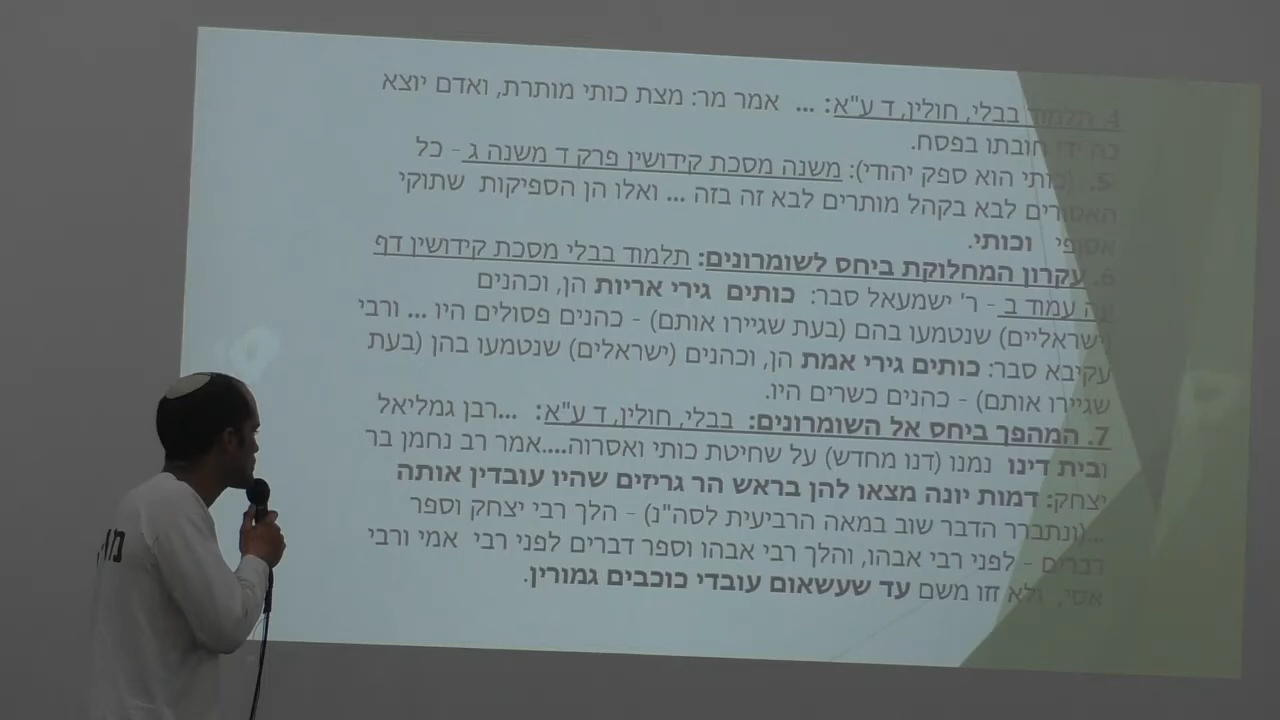 4. תלמוד בבלי, חולין, ד ע"א: ... אמר מר: מצת כותי מותרת, ואדם יוצא
בה ידי חובתו בפסח.
5. (כותי הוא ספק יהודי): משנה מסכת קידושין פרק ד משנה ג - כל
האסורים לבא בקהל מותרים לבא זה בזה ... ואלו הן הספיקות שתוקי
אסופי וכותי.
6. עקרון המחלוקת ביחס לשומרונים: תלמוד בבלי מסכת קידושין דף
עה עמוד ב - ר' ישמעאל סבר: כותים גירי אריות הן, וכהנים
(ישראליים) שנטמעו בהם (בעת שגיירו אותם) - כהנים פסולים היו ... ורבי
עקיבא סבר: כותים גירי אמת הן, וכהנים (ישראלים) שנטמעו בהן (בעת
שגיירו אותם) - כהנים כשרים היו.
7. המהפך ביחס אל השומרונים: בבלי, חולין, ד ע"א: ...רבן גמליאל
ובית דינו נמנו (דנו מחדש) על שחיטת כותי ואסרוה....אמר רב נחמן בר
יצחק: דמות יונה מצאו להן בראש הר גריזים שהיו עובדין אותה
...(ונתברר הדבר שוב במאה הרביעית לסה"נ) - הלך רבי יצחק וספר
דברים - לפני רבי אבהו, והלך רבי אבהו וספר דברים לפני רבי אמי ורבי
אסי, ולא זזו משם עד שעשאום עובדי כוכבים גמורין.